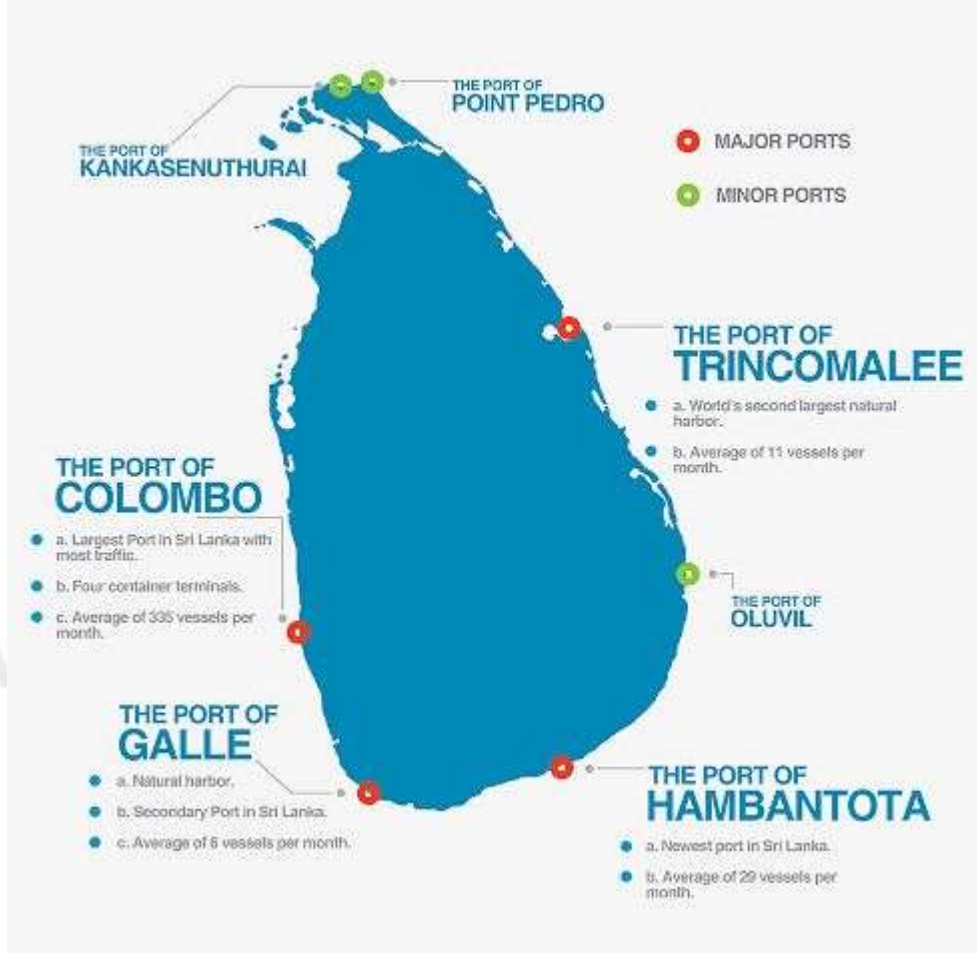 THE PORT OF
POINT PEDRO
THE PORT OF
KANKASENUTHURAI
MAJOR PORTS
MINOR PORTS
THE PORT OF
TRINCOMALEE
a. World's second largest natural
harbor.
b. Average of 11 vessels per
month.
THE PORT OF
COLOMBO
a. Largest Port in Sri Lanka with
most traffic.
b. Four container terminals.
c. Average of 335 vessels per
month.
THE PORT OF
OLUVIL
THE PORT OF
GALLE
a. Natural harbor.
b. Secondary Port in Sri Lanka.
c. Average of 6 vessels per month.
THE PORT OF
HAMBANTOTA
a. Newest port in Sri Lanka.
b. Average of 29 vessels per
month.